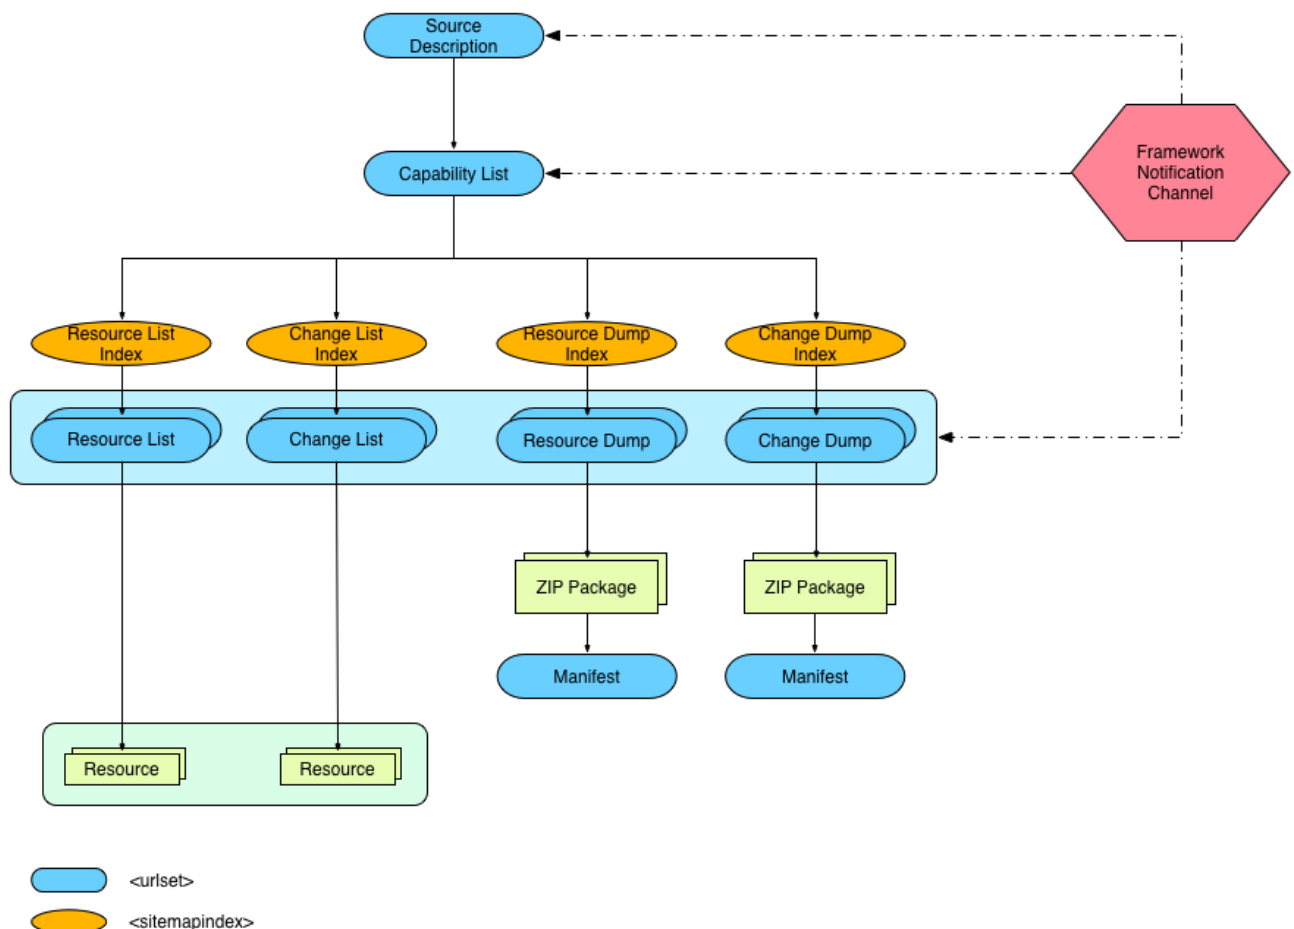 Source
Description
Framework
Notification
Channel
Capability List
Resource List
Index
Change List
Index
Resource Dump
Index
Change Dump
Index
Resource List
Change List
Resource Dump
Change Dump
ZIP Package
ZIP Package
Manifest
Manifest
Resource
Resource
<urlset>
<sitemapindex>